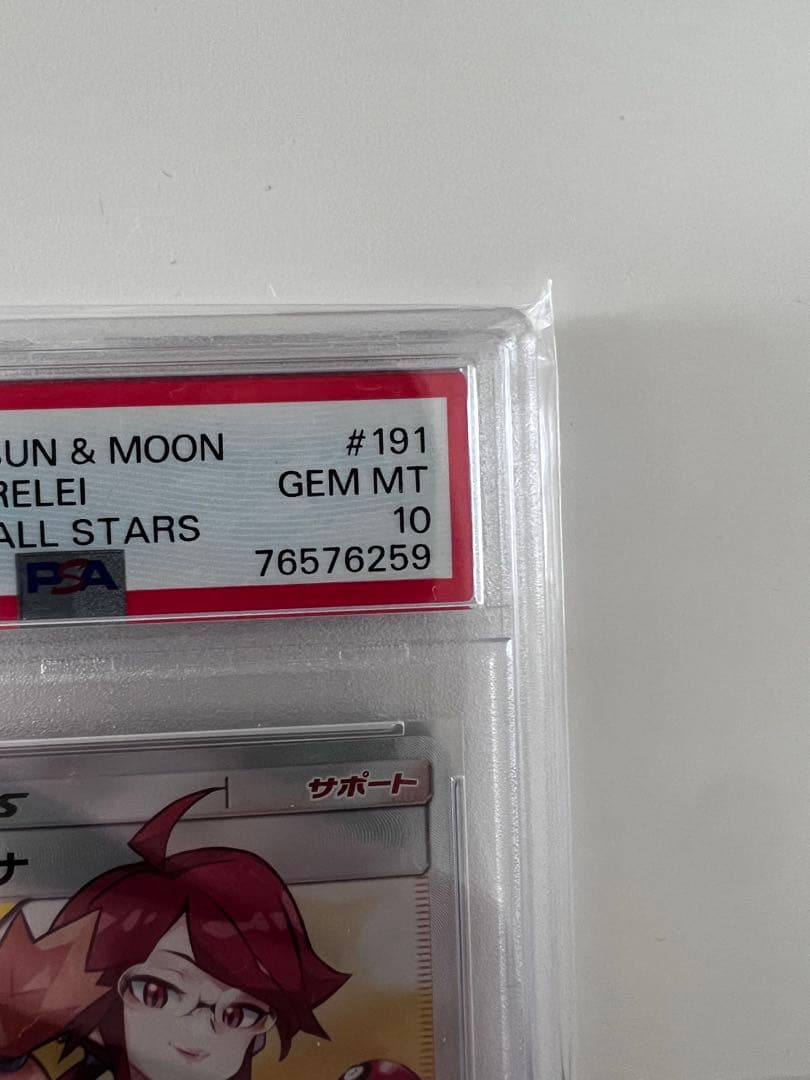 SUN & MOON #191
RELEI GEM MT
ALL STARS 10
76576259
PSA
サポート
ナ